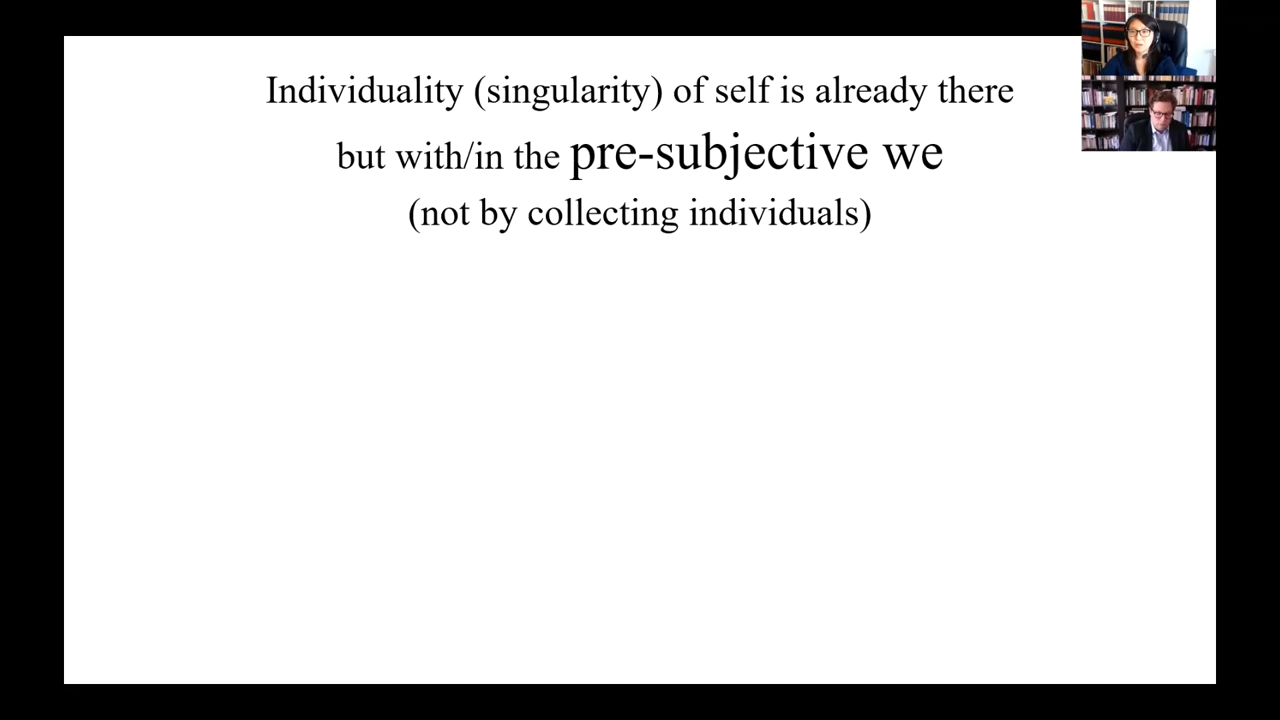 Individuality (singularity) of self is already there
but with/in the pre-subjective we
(not by collecting individuals)